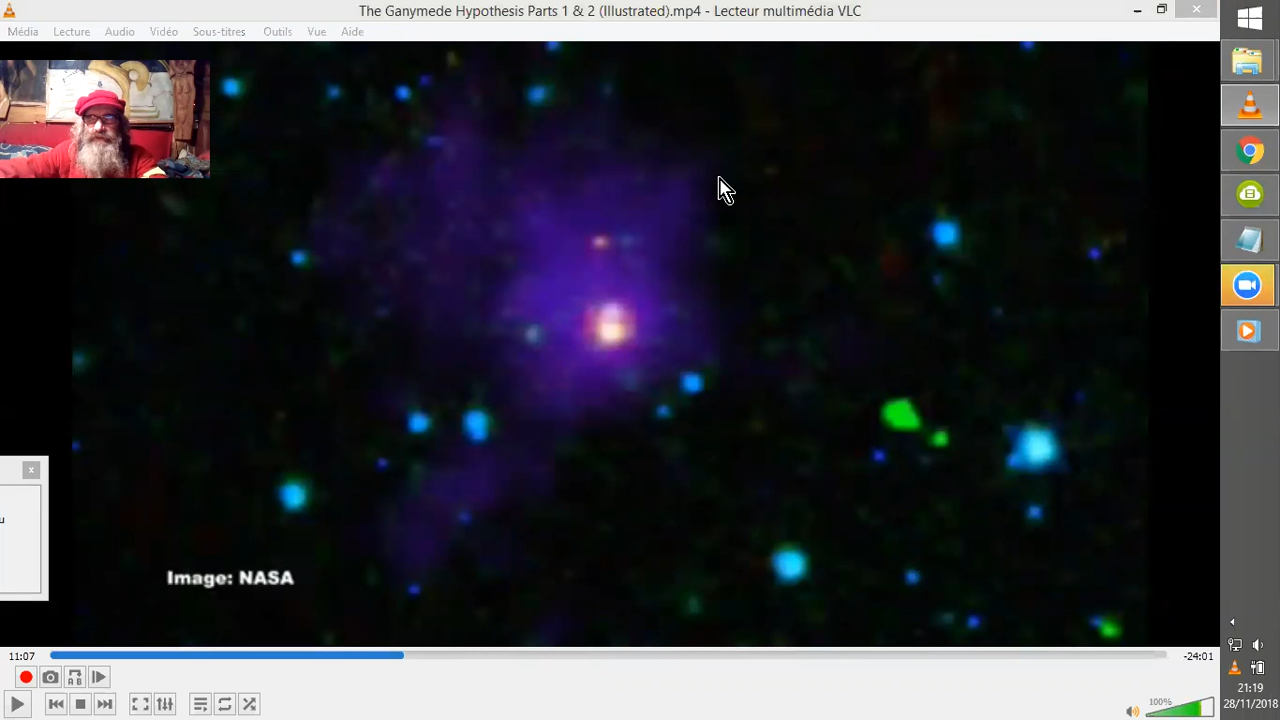 The Ganymede Hypothesis Parts 1 & 2 (Illustrated).mp4 - Lecteur multimédia VLC
Média Lecture Audio Vidéo Sous-titres Outils Vue Aide
x
u
Image: NASA
11:07
-24:01
A B
100%
21:19
28/11/2018